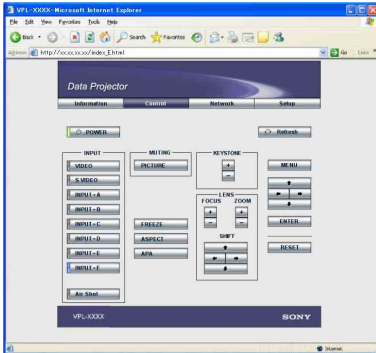 VPL-XXXX- Microsoft Internet Explorer
File Edit View Favorites Tools Help
Back Search Favorites
Address http://xx.xx.xx.xx/index_E.html Go Links
Data Projector
Information Control Network Setup
POWER Refresh
INPUT MUTING KEYSTONE
VIDEO PICTURE + MENU
S VIDEO -
INPUT-A LENS
INPUT-B FOCUS ZOOM
INPUT-C FREEZE + + ENTER
INPUT-D ASPECT - -
INPUT-E APA SHIFT RESET
INPUT-F
Air Shot
VPL-XXXX SONY
Internet